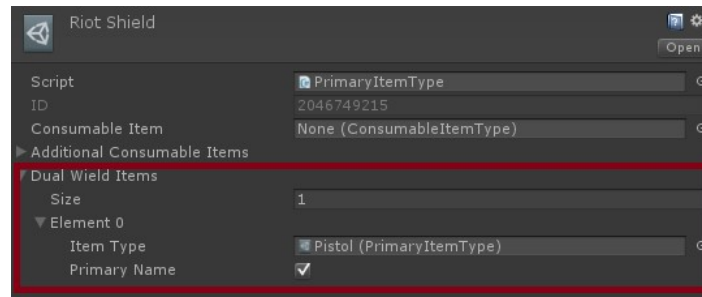 Riot Shield
Open
Script PrimaryItemType
ID 2046749215
Consumable Item None (ConsumableItemType)
Additional Consumable Items
Dual Wield Items
Size 1
Element 0
Item Type Pistol (PrimaryItemType)
Primary Name